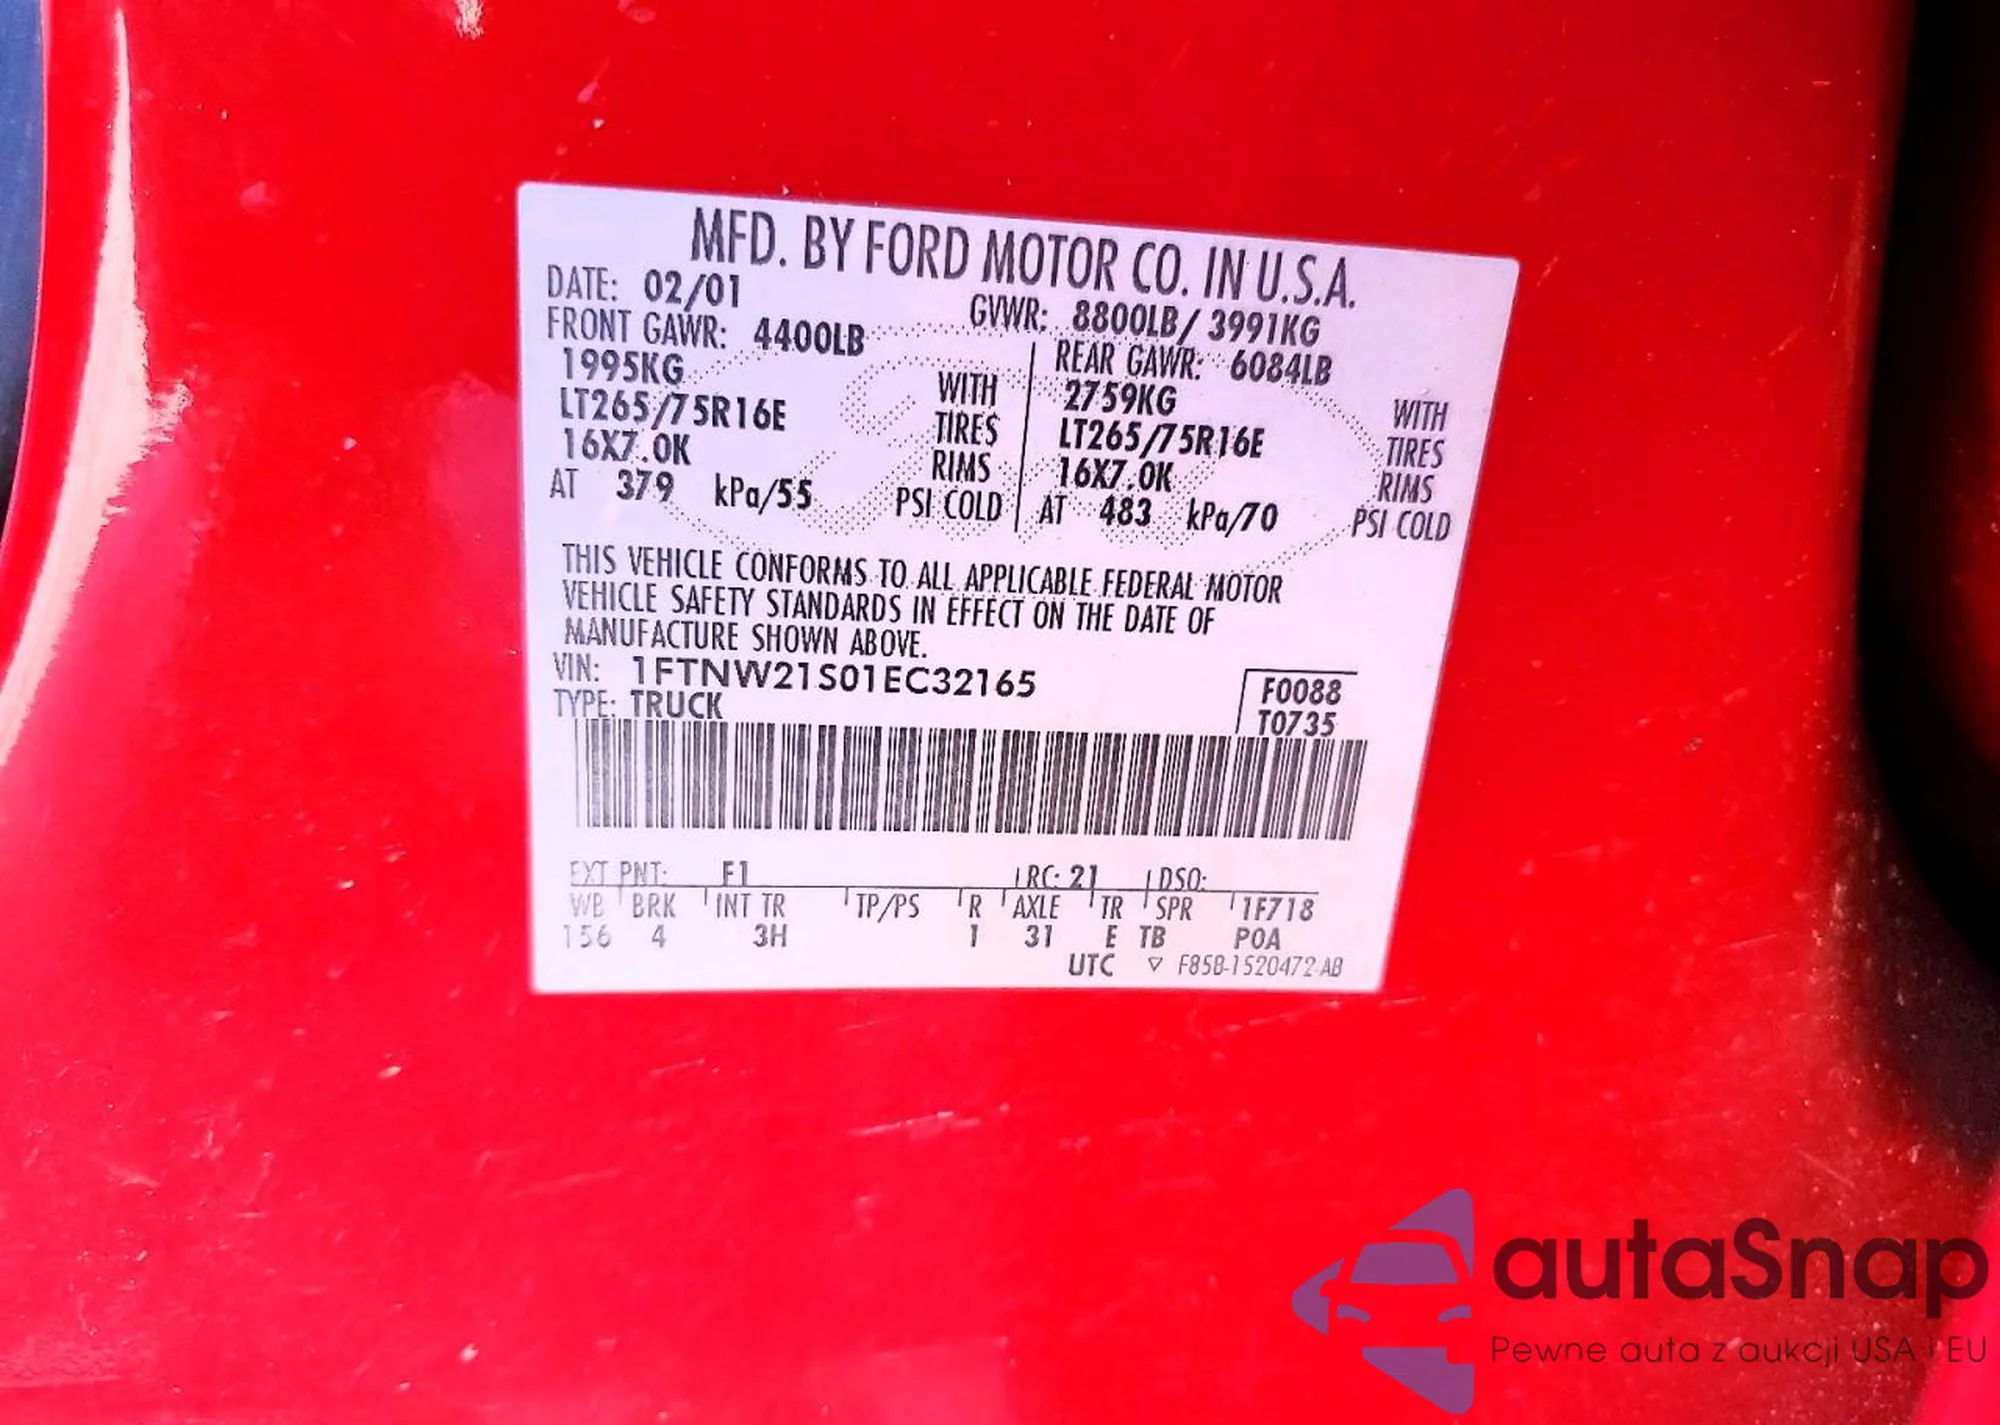 MFD. BY FORD MOTOR CO. IN U.S.A.
DATE: 02/01 GVWR: 8800LB/ 3991KG
FRONT GAWR: 4400LB REAR GAWR: 6084LB
1995KG WITH 2759KG WITH
LT265/75R16E TIRES LT265/75R16E TIRES
16X7.0K RIMS 16X7.0K RIMS
AT 379 kPa/55 PSI COLD AT 483 kPa/70 PSI COLD
THIS VEHICLE CONFORMS TO ALL APPLICABLE FEDERAL MOTOR
VEHICLE SAFETY STANDARDS IN EFFECT ON THE DATE OF
MANUFACTURE SHOWN ABOVE.
VIN: 1FTNW21S01EC32165 F0088
TYPE: TRUCK T0735
EXT PNT: F1 RC: 21 DSO:
WB BRK INT TR TP/PS R AXLE TR SPR 1F718
156 4 3H 1 31 E TB P0A
UTC ▽ F85B-1520472-AB
autaSnap
Pewne auta z aukcji USA i EU